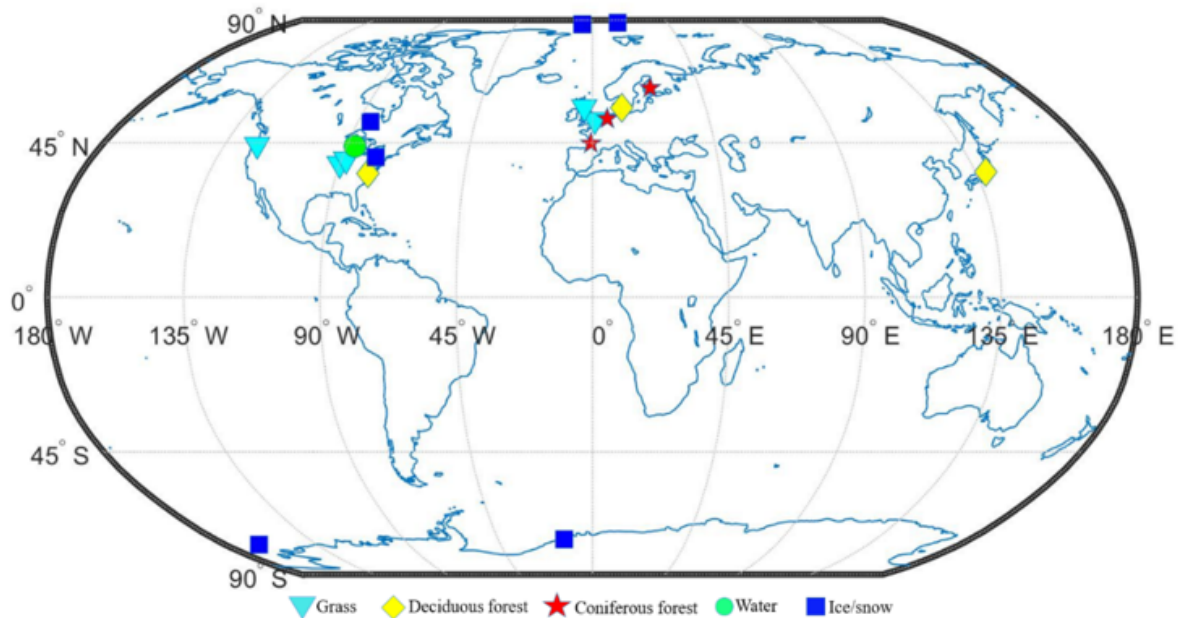 90° N
45° N
0°
180° W 135° W 90° W 45° W 0° 45° E 90° E 135° E 180° E
45° S
90° S
Grass Deciduous forest Coniferous forest Water Ice/snow